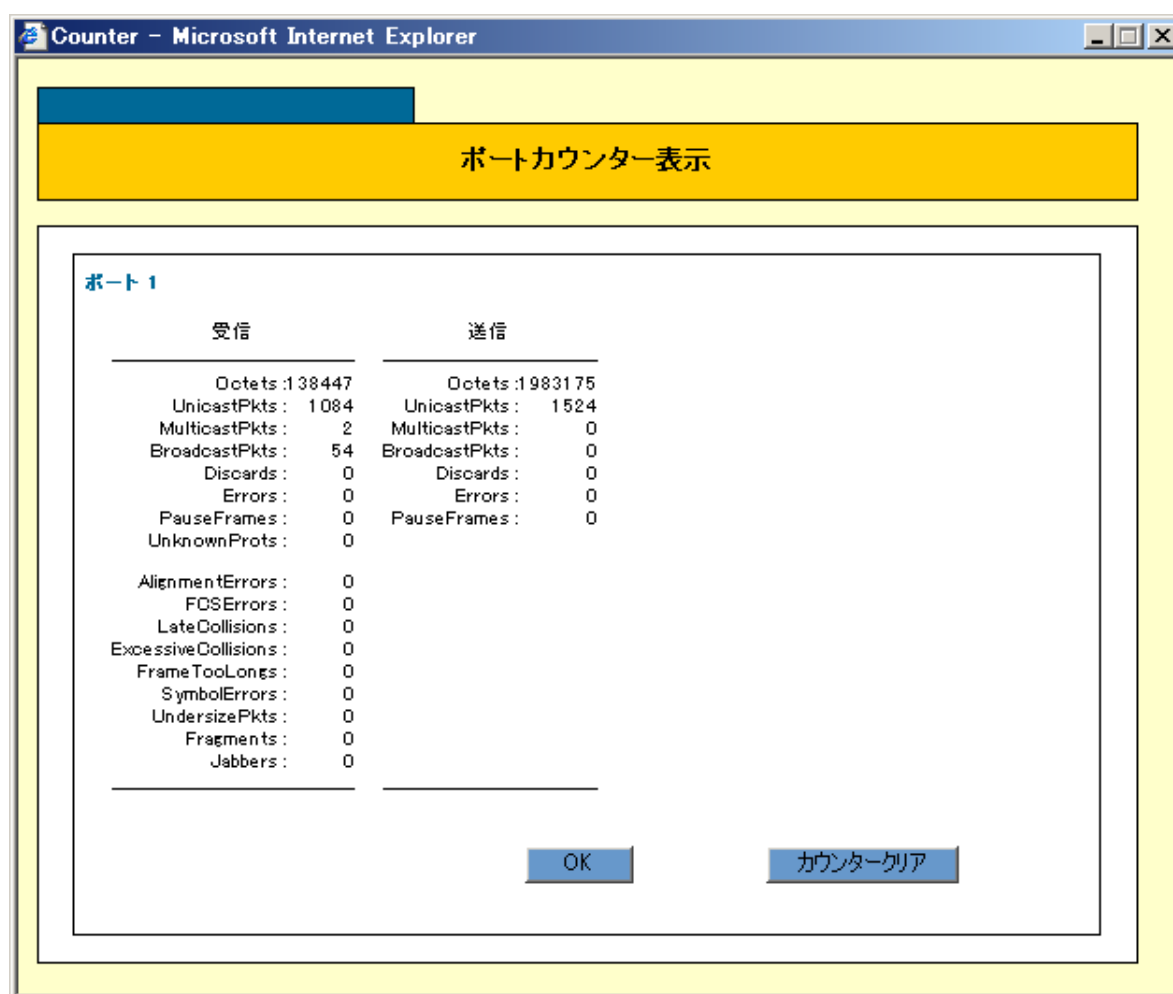 Counter - Microsoft Internet Explorer
ポートカウンター表示
ポート 1
受信 送信
Octets :138447 Octets :1983175
UnicastPkts : 1084 UnicastPkts : 1524
MulticastPkts : 2 MulticastPkts : 0
BroadcastPkts : 54 BroadcastPkts : 0
Discards : 0 Discards : 0
Errors : 0 Errors : 0
PauseFrames : 0 PauseFrames : 0
UnknownProts : 0
AlignmentErrors : 0
FCSErrors : 0
LateCollisions : 0
ExcessiveCollisions : 0
FrameTooLongs : 0
SymbolErrors : 0
UndersizePkts : 0
Fragments : 0
Jabbers : 0
OK カウンタークリア